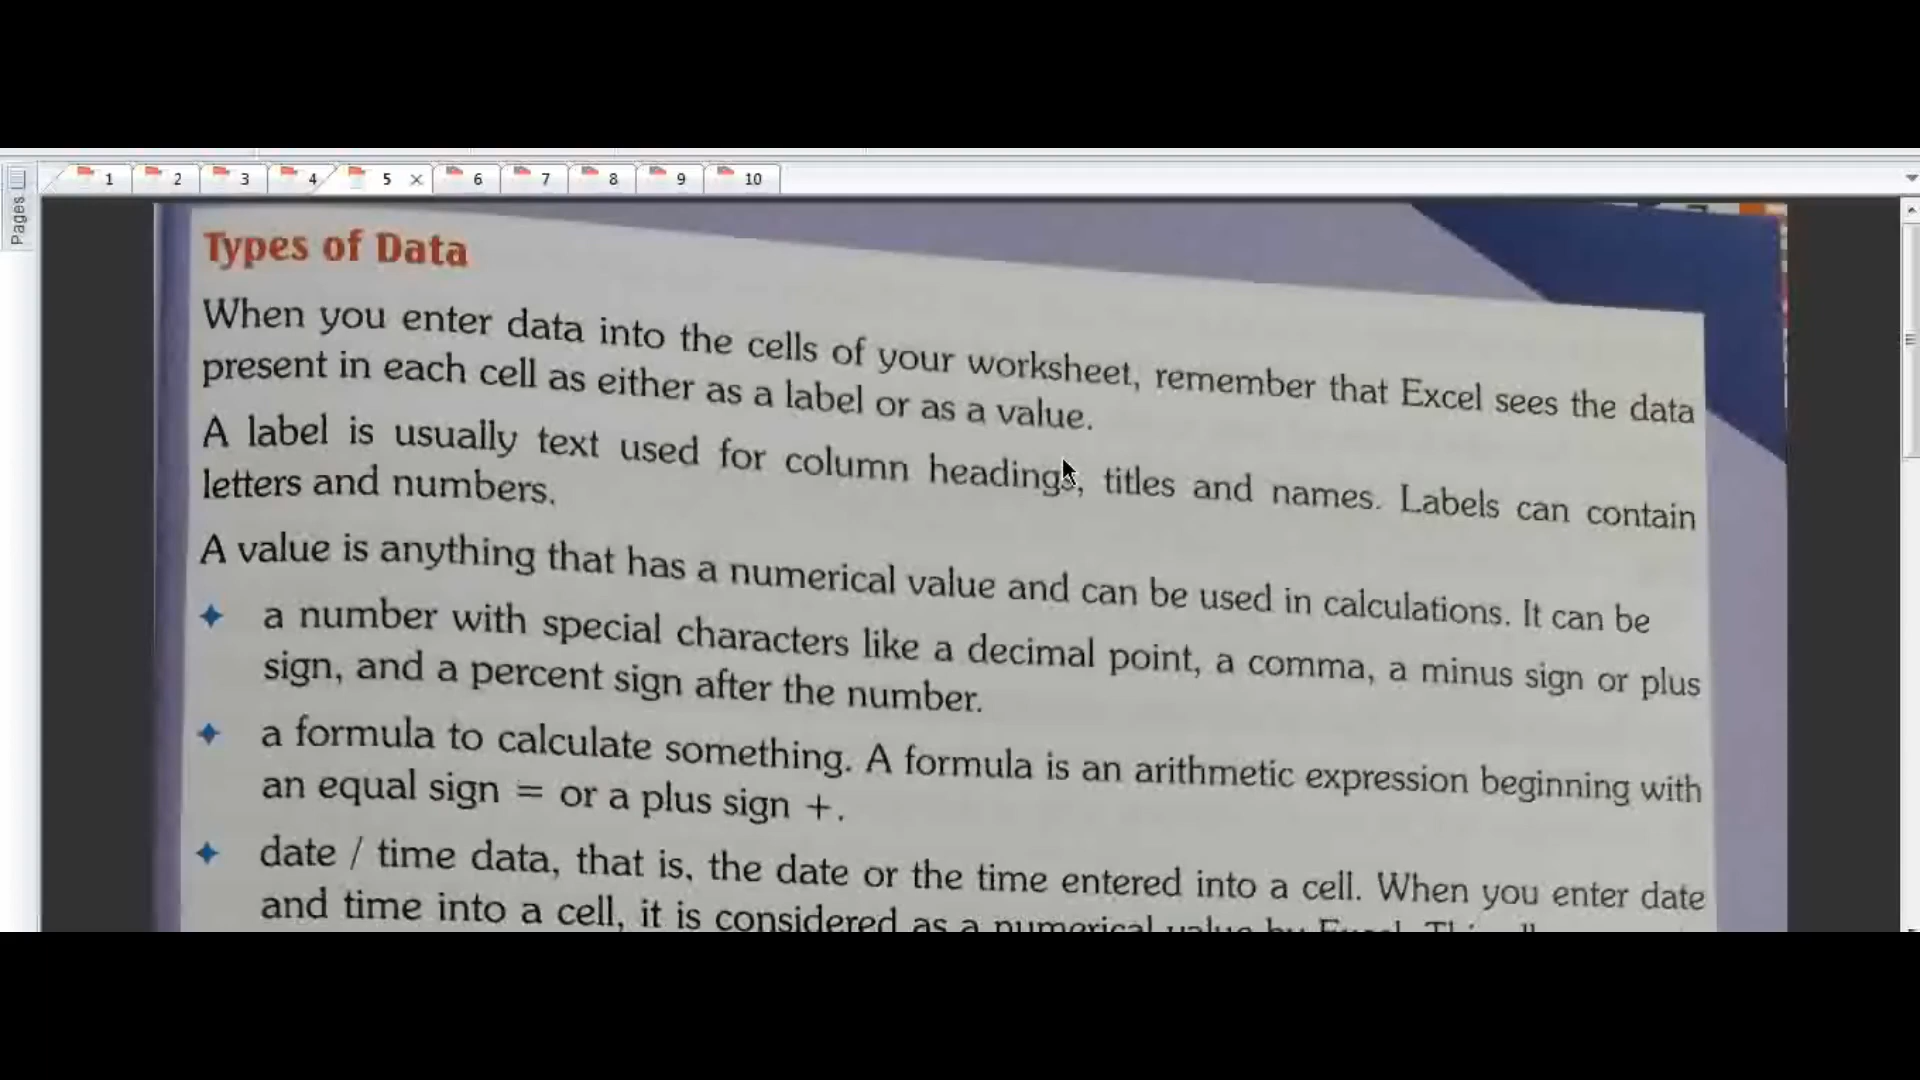 1 2 3 4 5 6 7 8 9 10
Pages
Types of Data
When you enter data into the cells of your worksheet, remember that Excel sees the data
present in each cell as either as a label or as a value.
A label is usually text used for column headings, titles and names. Labels can contain
letters and numbers.
A value is anything that has a numerical value and can be used in calculations. It can be
a number with special characters like a decimal point, a comma, a minus sign or plus
sign, and a percent sign after the number.
a formula to calculate something. A formula is an arithmetic expression beginning with
an equal sign = or a plus sign +.
date / time data, that is, the date or the time entered into a cell. When you enter date
and time into a cell, it is considered as a numerical value by Excel.